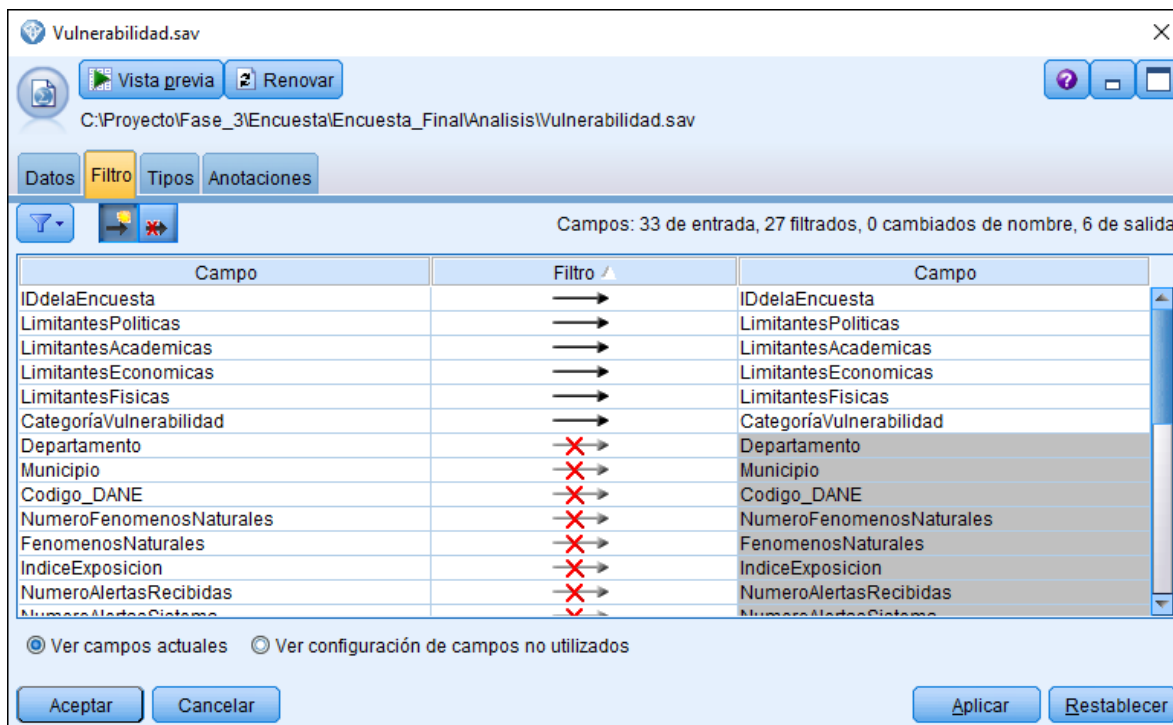 Vulnerabilidad.sav
Vista previa Renovar
C:\Proyecto\Fase_3\Encuesta\Encuesta_Final\Analisis\Vulnerabilidad.sav
Datos Filtro Tipos Anotaciones
Campos: 33 de entrada, 27 filtrados, 0 cambiados de nombre, 6 de salida
Campo Filtro Campo
IDdelaEncuesta IDdelaEncuesta
LimitantesPoliticas LimitantesPoliticas
LimitantesAcademicas LimitantesAcademicas
LimitantesEconomicas LimitantesEconomicas
LimitantesFisicas LimitantesFisicas
CategoríaVulnerabilidad CategoríaVulnerabilidad
Departamento Departamento
Municipio Municipio
Codigo_DANE Codigo_DANE
NumeroFenomenosNaturales NumeroFenomenosNaturales
FenomenosNaturales FenomenosNaturales
IndiceExposicion IndiceExposicion
NumeroAlertasRecibidas NumeroAlertasRecibidas
NumeroAlertasSistema NumeroAlertasSistema
Ver campos actuales Ver configuración de campos no utilizados
Aceptar Cancelar Aplicar Restablecer